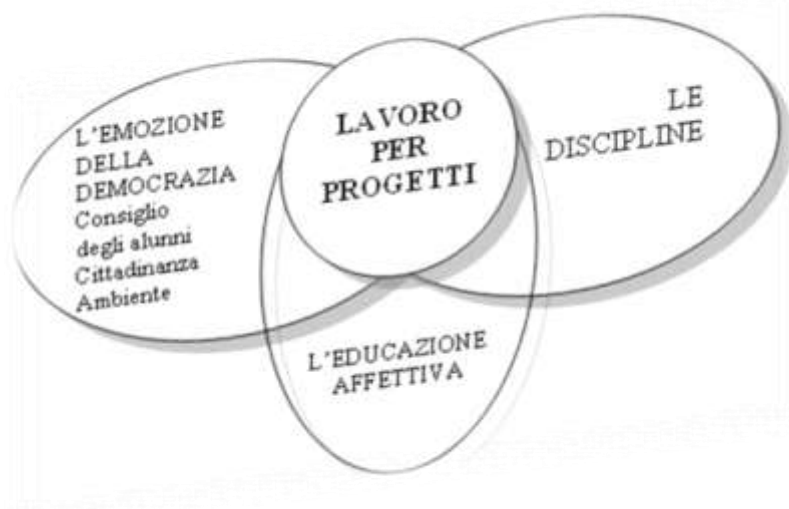 L'EMOZIONE
DELLA
DEMOCRAZIA
Consiglio
degli alunni
Cittadinanza
Ambiente
LAVORO
PER
PROGETTI
LE
DISCIPLINE
L'EDUCAZIONE
AFFETTIVA